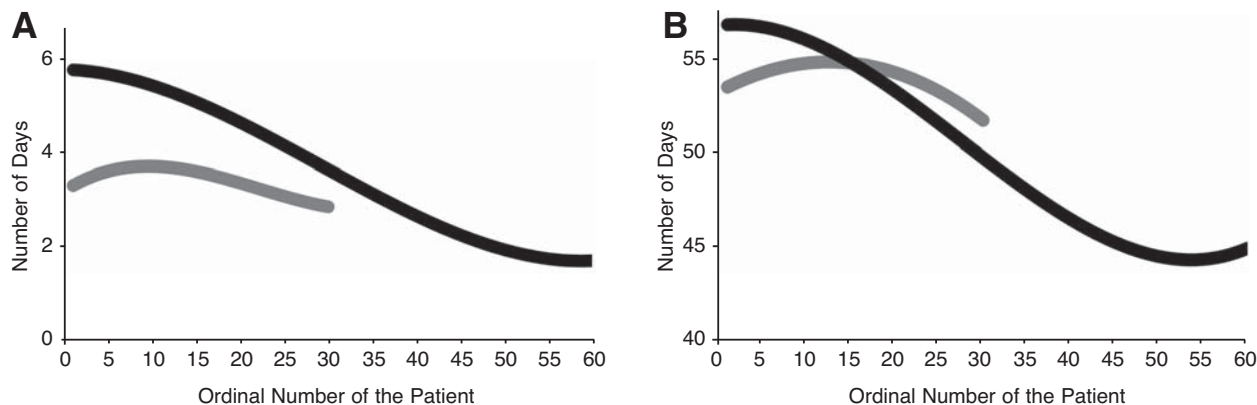 A
B
Number of Days
6
4
2
0
0 5 10 15 20 25 30 35 40 45 50 55 60
Ordinal Number of the Patient
Number of Days
55
50
45
40
0 5 10 15 20 25 30 35 40 45 50 55 60
Ordinal Number of the Patient